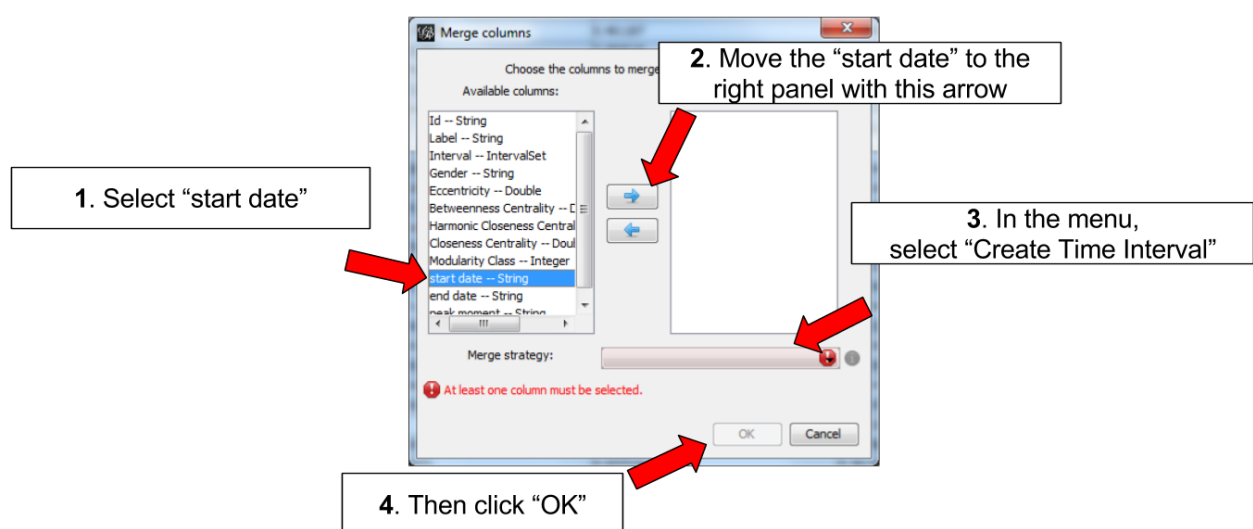 Merge columns
Choose the columns to merge
2. Move the “start date” to the
right panel with this arrow
Available columns:
Id -- String
Label -- String
Interval -- IntervalSet
Gender -- String
Eccentricity -- Double
Betweenness Centrality -- D
Harmonic Closeness Central
Closeness Centrality -- Doul
Modularity Class -- Integer
start date -- String
end date -- String
peak moment -- String
1. Select “start date”
3. In the menu,
select “Create Time Interval”
Merge strategy:
At least one column must be selected.
OK
Cancel
4. Then click “OK”